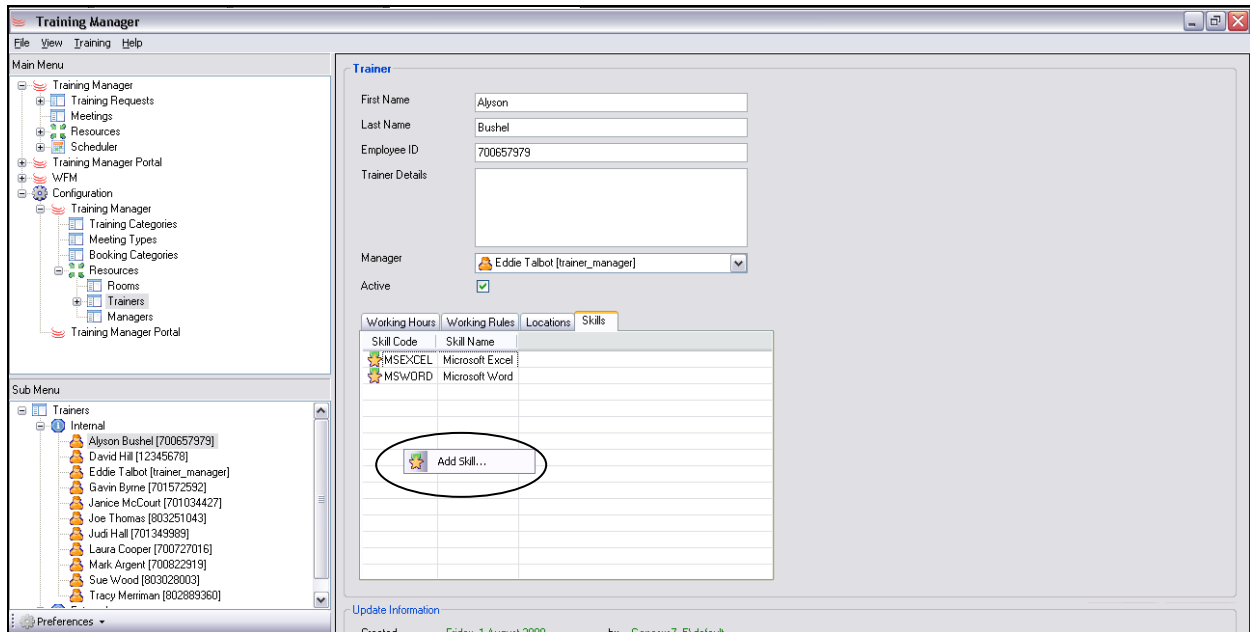 Training Manager
File View Training Help
Main Menu
Training Manager
Training Requests
Meetings
Resources
Scheduler
Training Manager Portal
WFM
Configuration
Training Manager
Training Categories
Meeting Types
Booking Categories
Resources
Rooms
Trainers
Managers
Training Manager Portal
Sub Menu
Trainers
Internal
Alyson Bushel [700657979]
David Hill [12345678]
Eddie Talbot [trainer_manager]
Gavin Byrne [701572592]
Janice McCourt [701034427]
Joe Thomas [803251043]
Judi Hall [701349989]
Laura Cooper [700727016]
Mark Argent [700822919]
Sue Wood [803028003]
Tracy Merriman [802889360]
Preferences
Trainer
First Name Alyson
Last Name Bushel
Employee ID 700657979
Trainer Details
Manager Eddie Talbot [trainer_manager]
Active
Working Hours Working Rules Locations Skills
Skill Code Skill Name
MSEXCEL Microsoft Excel
MSWORD Microsoft Word
Add Skill...
Update Information